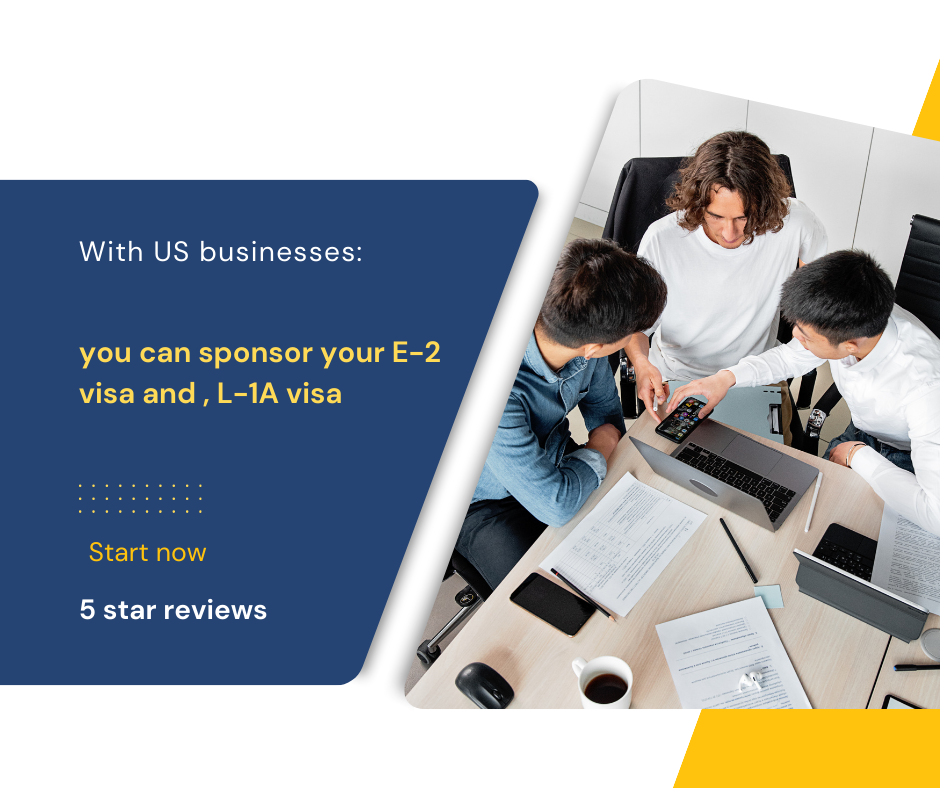 With US businesses:
you can sponsor your E-2
visa and , L-1A visa
Start now
5 star reviews